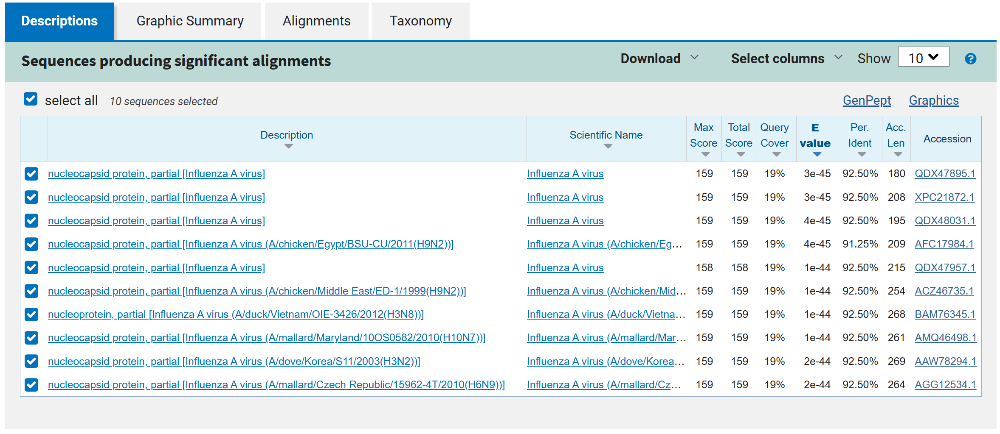 Descriptions Graphic Summary Alignments Taxonomy
Sequences producing significant alignments Download Select columns Show 10 ?
select all 10 sequences selected GenPept Graphics
Description Scientific Name Max Score Total Score Query Cover E value Per. Ident Acc. Len Accession
nucleocapsid protein, partial [Influenza A virus] Influenza A virus 159 159 19% 3e-45 92.50% 180 QDX47895.1
nucleocapsid protein, partial [Influenza A virus] Influenza A virus 159 159 19% 3e-45 92.50% 208 XPC21872.1
nucleocapsid protein, partial [Influenza A virus] Influenza A virus 159 159 19% 4e-45 92.50% 195 QDX48031.1
nucleocapsid protein, partial [Influenza A virus (A/chicken/Egypt/BSU-CU/2011(H9N2))] Influenza A virus (A/chicken/Eg... 159 159 19% 4e-45 91.25% 209 AFC17984.1
nucleocapsid protein, partial [Influenza A virus] Influenza A virus 158 158 19% 1e-44 92.50% 215 QDX47957.1
nucleocapsid protein, partial [Influenza A virus (A/chicken/Middle East/ED-1/1999(H9N2))] Influenza A virus (A/chicken/Mid... 159 159 19% 1e-44 92.50% 254 ACZ46735.1
nucleoprotein, partial [Influenza A virus (A/duck/Vietnam/OIE-3426/2012(H3N8))] Influenza A virus (A/duck/Vietna... 159 159 19% 1e-44 92.50% 268 BAM76345.1
nucleocapsid protein, partial [Influenza A virus (A/mallard/Maryland/10OS0582/2010(H10N7))] Influenza A virus (A/mallard/Mar... 159 159 19% 1e-44 92.50% 261 AMQ46498.1
nucleocapsid protein, partial [Influenza A virus (A/dove/Korea/S11/2003(H3N2))] Influenza A virus (A/dove/Korea... 159 159 19% 2e-44 92.50% 269 AAW78294.1
nucleocapsid protein, partial [Influenza A virus (A/mallard/Czech Republic/15962-4T/2010(H6N9))] Influenza A virus (A/mallard/Cz... 159 159 19% 2e-44 92.50% 264 AGG12534.1